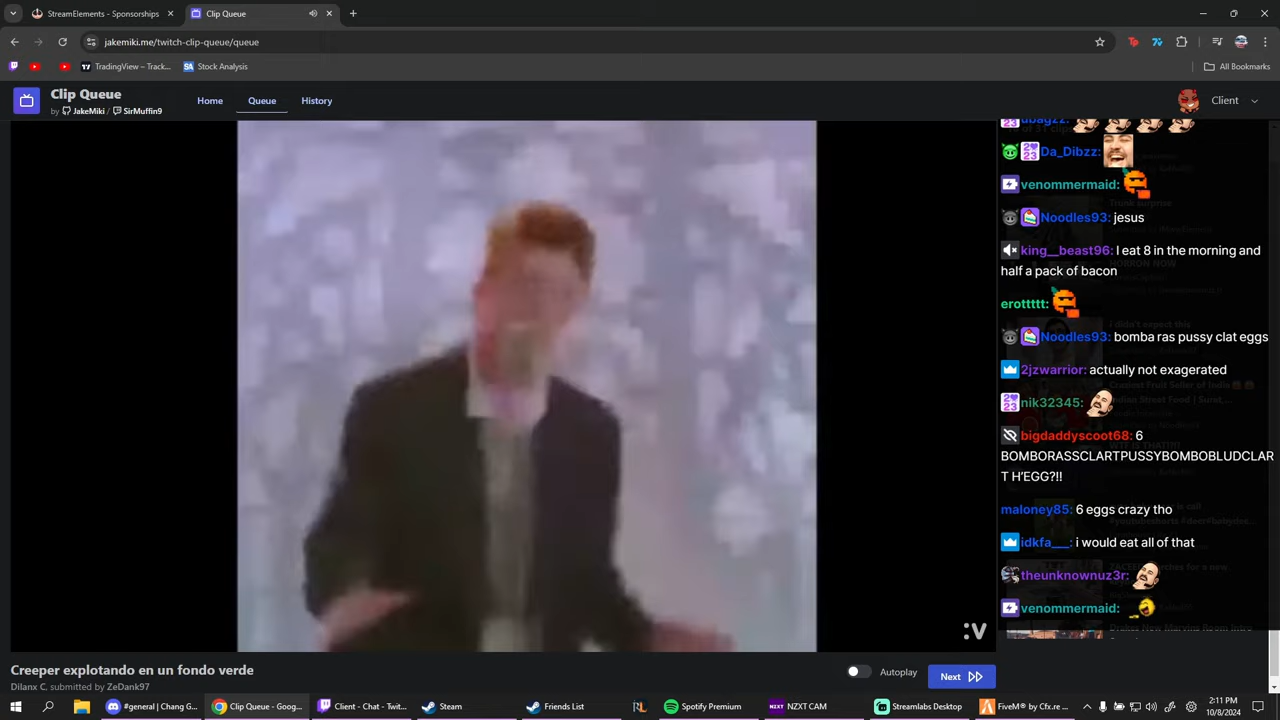 StreamElements - Sponsorships
Clip Queue
jakemiki.me/twitch-clip-queue/queue
TradingView – Track...
SA Stock Analysis
All Bookmarks
Clip Queue
by JakeMiki / SirMuffin9
Home
Queue
History
Client
ubagzz:
Da_Dibzz:
venommermaid:
Noodles93: jesus
king__beast96: I eat 8 in the morning and
half a pack of bacon
erottttt:
Noodles93: bomba ras pussy clat eggs
2jzwarrior: actually not exagerated
nik32345:
bigdaddyscoot68: 6
BOMBORASSCLARTPUSSYBOMBOBLUDCLAR
T H'EGG?!!
maloney85: 6 eggs crazy tho
idkfa___: i would eat all of that
theunknownuz3r:
venommermaid:
:V
Creeper explotando en un fondo verde
Dilanx C. submitted by ZeDank97
Autoplay
Next
#general | Chang G...
Clip Queue - Goog...
Client - Chat - Twit...
Steam
Friends List
RL
Spotify Premium
NZXT NZXT CAM
Streamlabs Desktop
FiveM® by Cfx.re ...
2:11 PM
10/8/2024